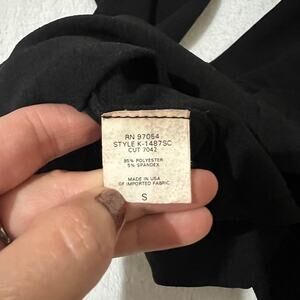 RN 97054
STYLE K-1487SC
CUT 7042
95% POLYESTER
5% SPANDEX
MADE IN USA
OF IMPORTED FABRIC
S